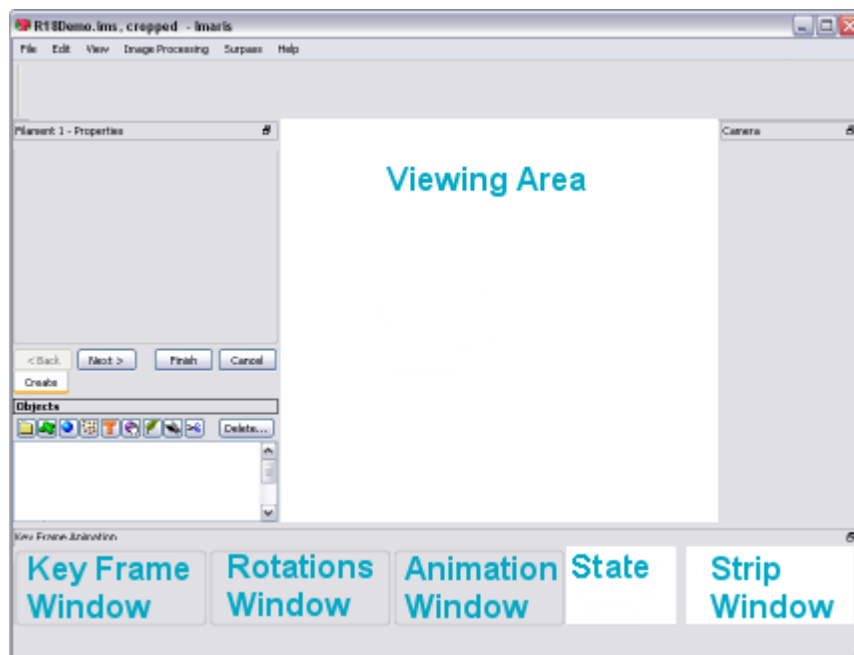 R18Demo.ims, cropped - Imaris
File Edit View Image Processing Surpass Help
Filament 1 - Properties
Camera
Viewing Area
< Back Next > Finish Cancel
Create
Objects
Delete...
Key Frame Animation
Key Frame
Window
Rotations
Window
Animation
Window
State
Strip
Window